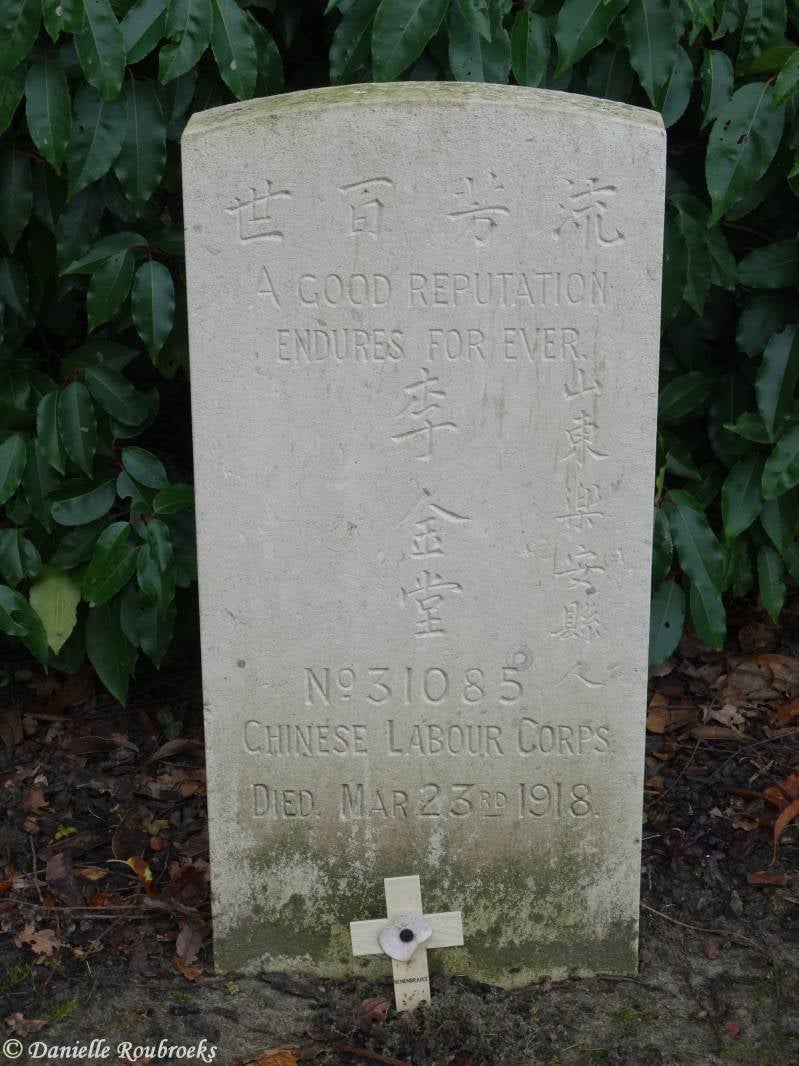 流芳百世
A GOOD REPUTATION
ENDURES FOR EVER.
山東樂安縣人
李金堂
No 31085
CHINESE LABOUR CORPS.
DIED. MAR 23RD 1918.
REMEMBRANCE
© Danielle Roubroeks